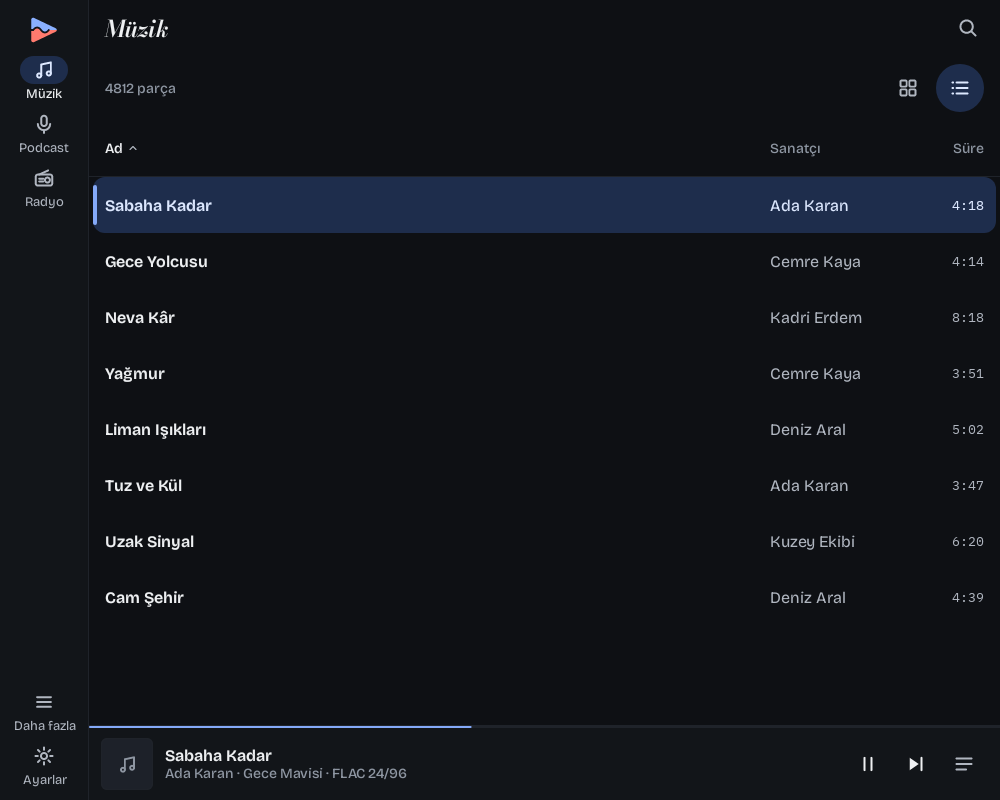 Müzik
Müzik
Podcast
Radyo
4812 parça
Ad Sanatçı Süre
Sabaha Kadar Ada Karan 4:18
Gece Yolcusu Cemre Kaya 4:14
Neva Kâr Kadri Erdem 8:18
Yağmur Cemre Kaya 3:51
Liman Işıkları Deniz Aral 5:02
Tuz ve Kül Ada Karan 3:47
Uzak Sinyal Kuzey Ekibi 6:20
Cam Şehir Deniz Aral 4:39
Daha fazla
Ayarlar
Sabaha Kadar
Ada Karan · Gece Mavisi · FLAC 24/96